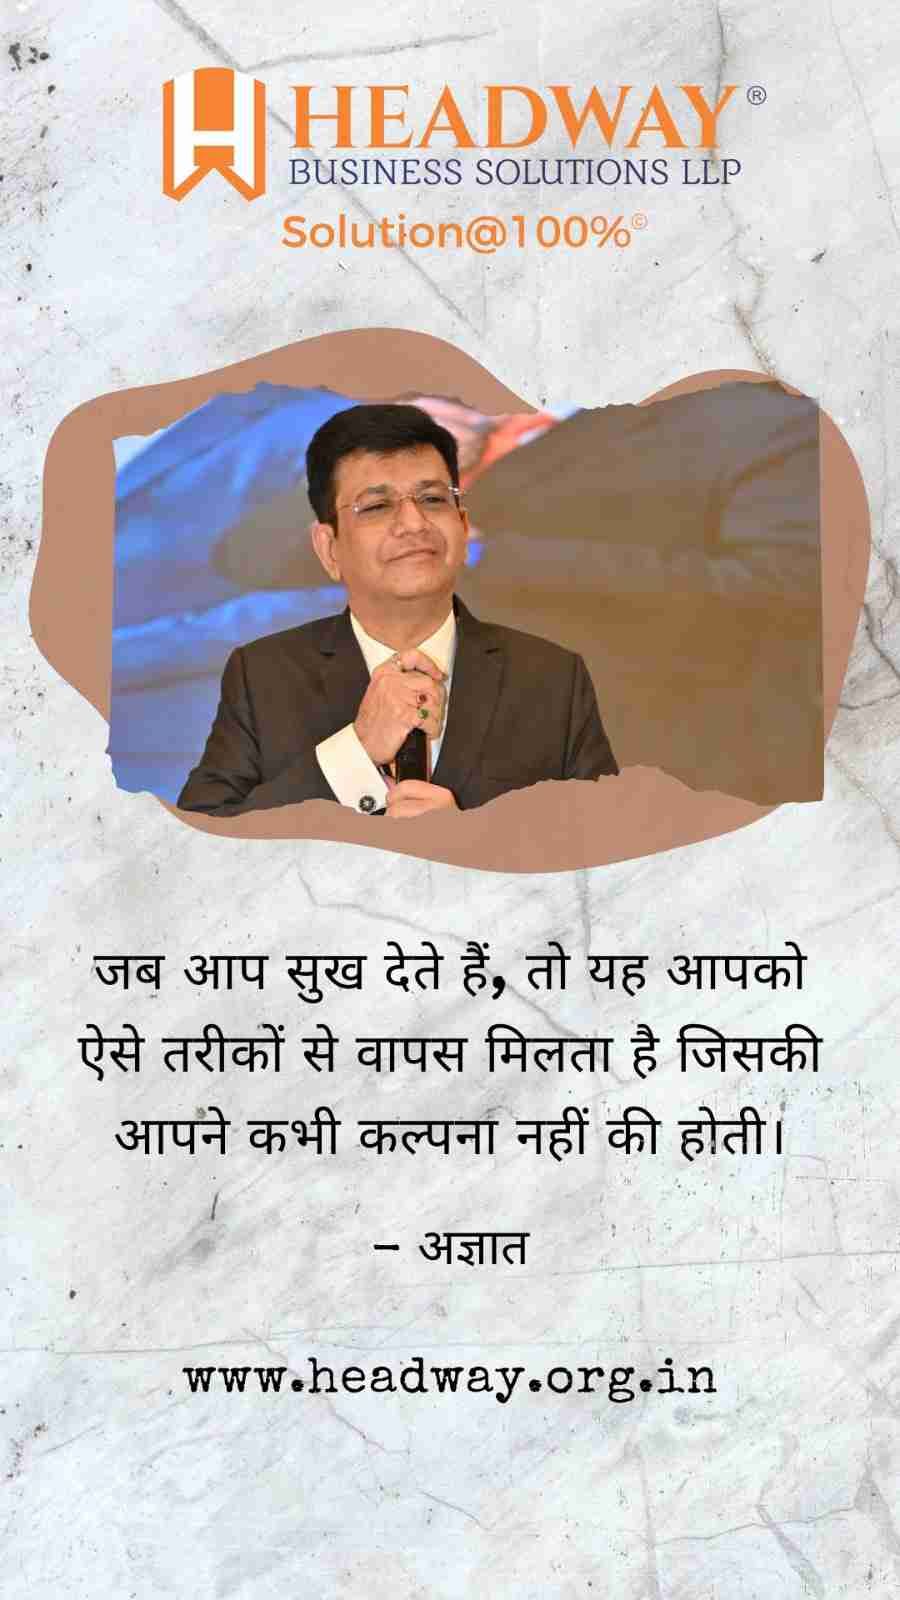 HEADWAY®
BUSINESS SOLUTIONS LLP
Solution@100%©
जब आप सुख देते हैं, तो यह आपको
ऐसे तरीकों से वापस मिलता है जिसकी
आपने कभी कल्पना नहीं की होती।
- अज्ञात
www.headway.org.in